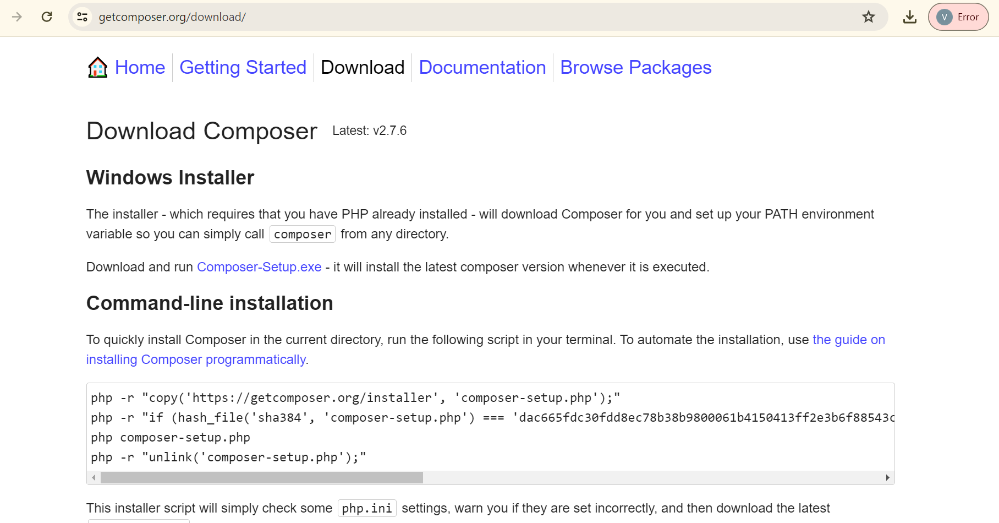 getcomposer.org/download/
V Error
Home Getting Started Download Documentation Browse Packages
Download Composer Latest: v2.7.6
Windows Installer
The installer - which requires that you have PHP already installed - will download Composer for you and set up your PATH environment
variable so you can simply call composer from any directory.
Download and run Composer-Setup.exe - it will install the latest composer version whenever it is executed.
Command-line installation
To quickly install Composer in the current directory, run the following script in your terminal. To automate the installation, use the guide on
installing Composer programmatically.
php -r "copy('https://getcomposer.org/installer', 'composer-setup.php');"
php -r "if (hash_file('sha384', 'composer-setup.php') === 'dac665fdc30fdd8ec78b38b9800061b4150413ff2e3b6f88543c
php composer-setup.php
php -r "unlink('composer-setup.php');"
This installer script will simply check some php.ini settings, warn you if they are set incorrectly, and then download the latest